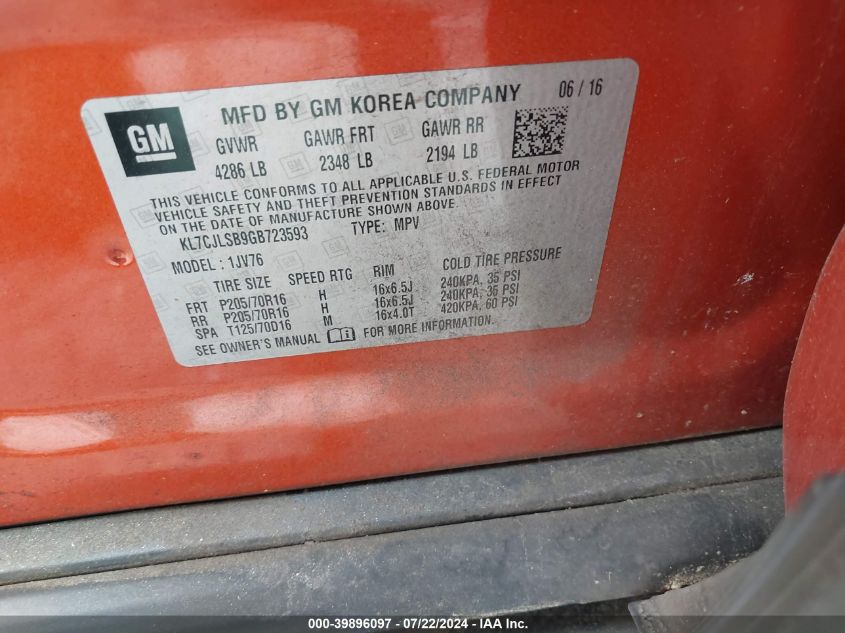 GM
MFD BY GM KOREA COMPANY 06 / 16
GVWR GAWR FRT GAWR RR
4286 LB 2348 LB 2194 LB
THIS VEHICLE CONFORMS TO ALL APPLICABLE U.S. FEDERAL MOTOR
VEHICLE SAFETY AND THEFT PREVENTION STANDARDS IN EFFECT
ON THE DATE OF MANUFACTURE SHOWN ABOVE.
KL7CJLSB9GB723593 TYPE: MPV
MODEL : 1JV76
TIRE SIZE SPEED RTG RIM COLD TIRE PRESSURE
FRT P205/70R16 H 16x6.5J 240KPA, 35 PSI
RR P205/70R16 H 16x6.5J 240KPA, 35 PSI
SPA T125/70D16 M 16x4.0T 420KPA, 60 PSI
SEE OWNER'S MANUAL FOR MORE INFORMATION.
000-39896097 - 07/22/2024 - IAA Inc.